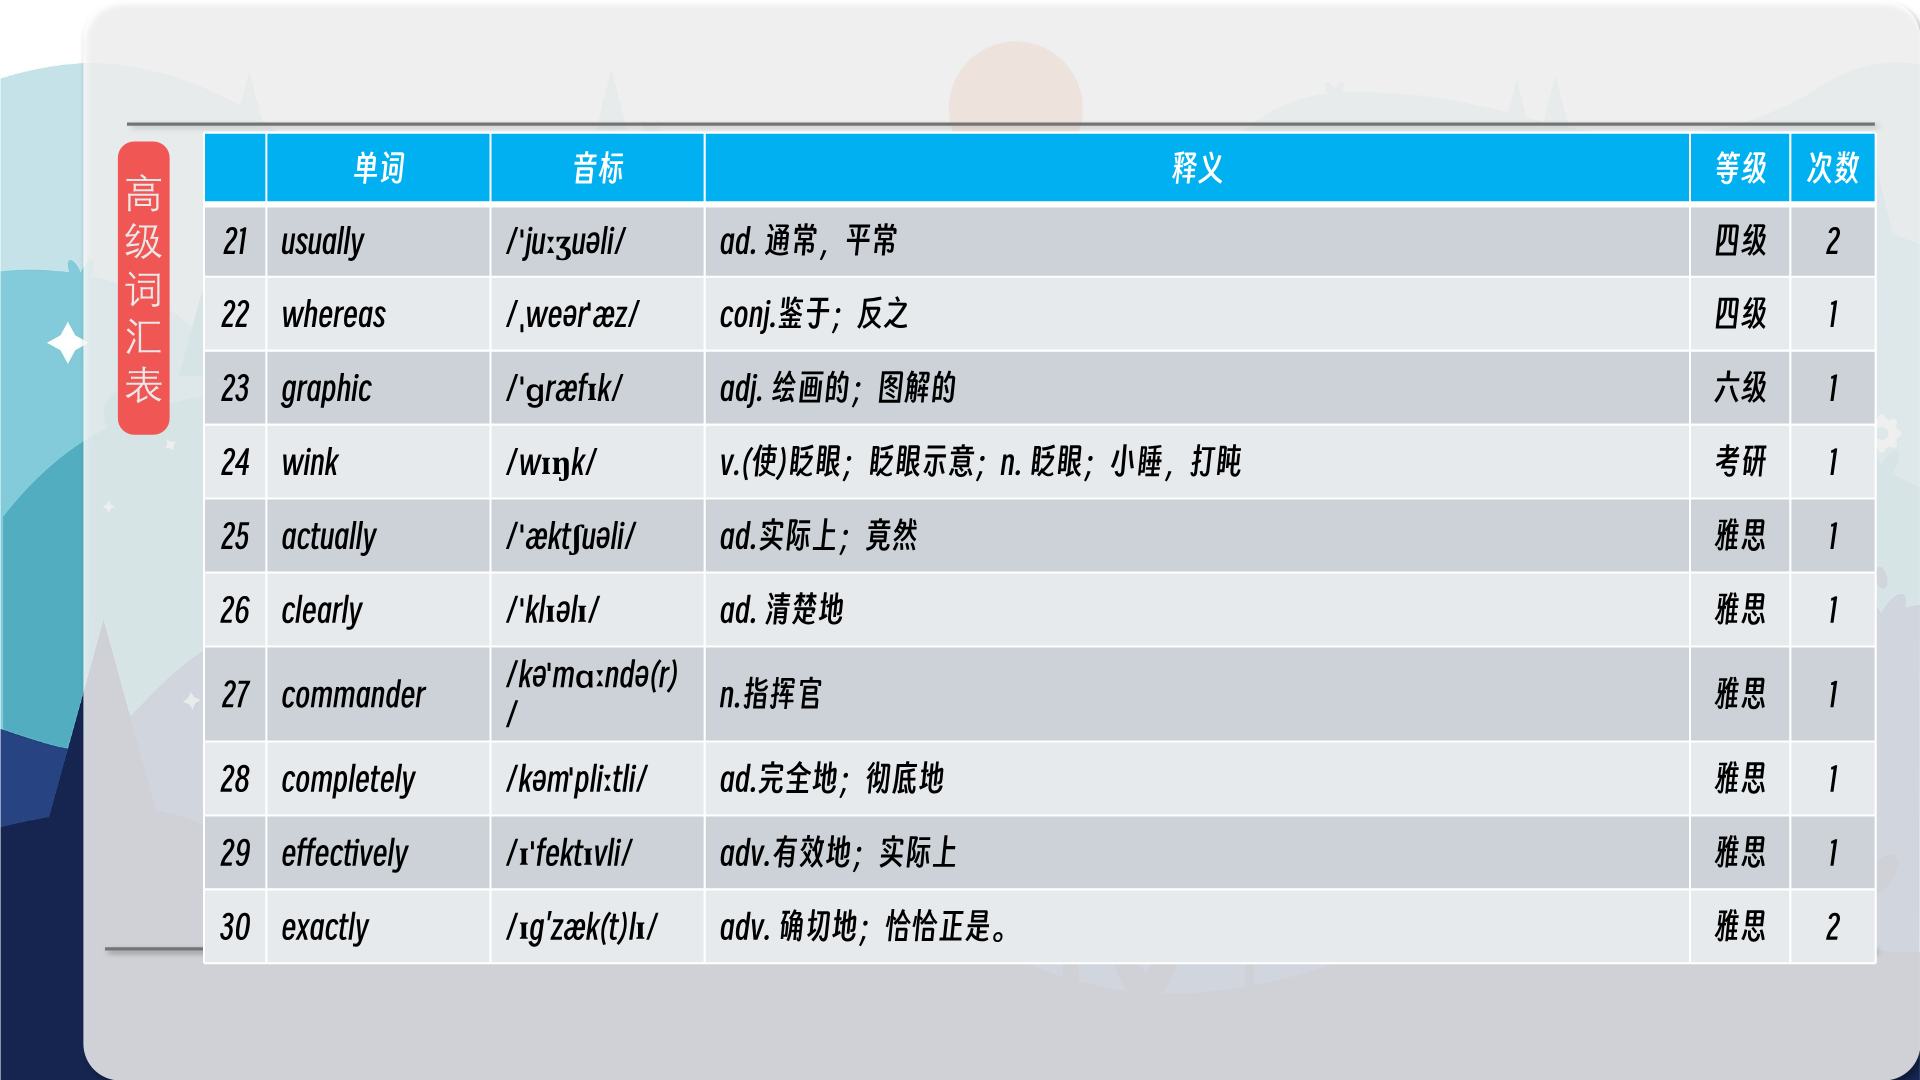 高级词汇表
单词 音标 释义 等级 次数
21 usually /ˈjuːʒuəli/ ad. 通常，平常 四级 2
22 whereas /ˌweərˈæz/ conj.鉴于；反之 四级 1
23 graphic /ˈɡræfɪk/ adj. 绘画的；图解的 六级 1
24 wink /wɪŋk/ v.(使)眨眼；眨眼示意；n. 眨眼；小睡，打盹 考研 1
25 actually /ˈæktʃuəli/ ad.实际上；竟然 雅思 1
26 clearly /ˈklɪəlɪ/ ad. 清楚地 雅思 1
27 commander /kəˈmɑːndə(r)
/ n.指挥官 雅思 1
28 completely /kəmˈpliːtli/ ad.完全地；彻底地 雅思 1
29 effectively /ɪˈfektɪvli/ adv.有效地；实际上 雅思 1
30 exactly /ɪg'zæk(t)lɪ/ adv. 确切地；恰恰正是。 雅思 2